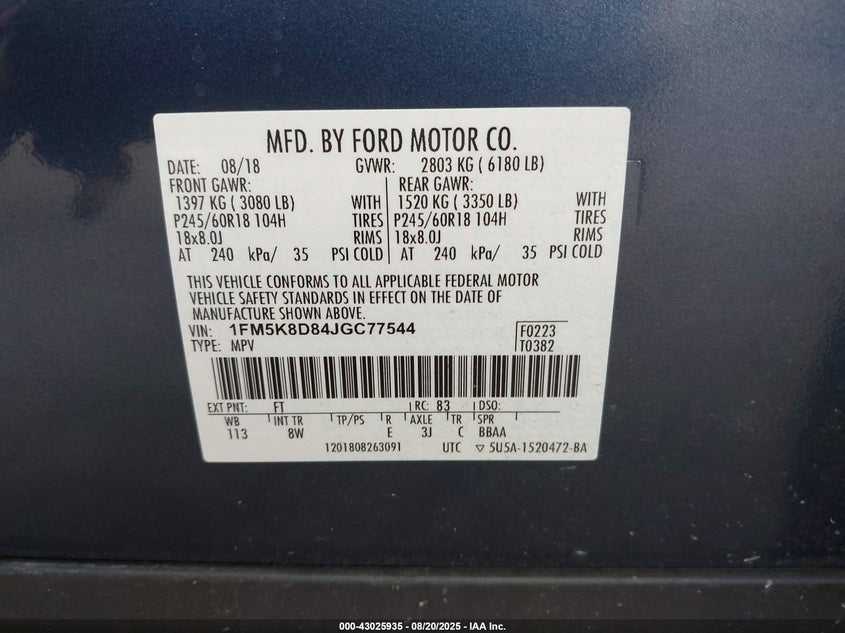 MFD. BY FORD MOTOR CO.
DATE: 08/18 GVWR: 2803 KG ( 6180 LB)
FRONT GAWR: REAR GAWR:
1397 KG ( 3080 LB) WITH 1520 KG ( 3350 LB) WITH
P245/60R18 104H TIRES P245/60R18 104H TIRES
18x8.0J RIMS 18x8.0J RIMS
AT 240 kPa/ 35 PSI COLD AT 240 kPa/ 35 PSI COLD
THIS VEHICLE CONFORMS TO ALL APPLICABLE FEDERAL MOTOR
VEHICLE SAFETY STANDARDS IN EFFECT ON THE DATE OF
MANUFACTURE SHOWN ABOVE.
VIN: 1FM5K8D84JGC77544 F0223
TYPE: MPV T0382
EXT PNT: FT RC: 83 DSO:
WB INT TR TP/PS R AXLE TR SPR
113 8W E 3J C BBAA
1201808263091 UTC ▽ 5U5A-1520472-BA
000-43025935 - 08/20/2025 - IAA Inc.